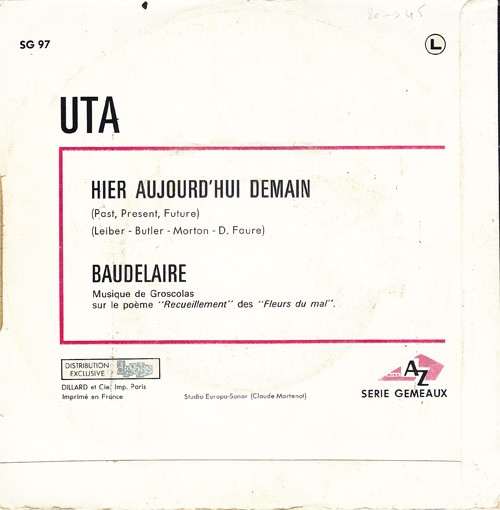 SG 97
L
UTA
HIER AUJOURD'HUI DEMAIN
(Past, Present, Future)
(Leiber - Butler - Morton - D. Faure)
BAUDELAIRE
Musique de Groscolas
sur le poème "Recueillement" des "Fleurs du mal".
DISTRIBUTION
EXCLUSIVE
DILLARD et Cie. Imp. Paris
Imprimé en France
Studio Europa-Sonor (Claude Martenot)
DISC AZ
SERIE GEMEAUX